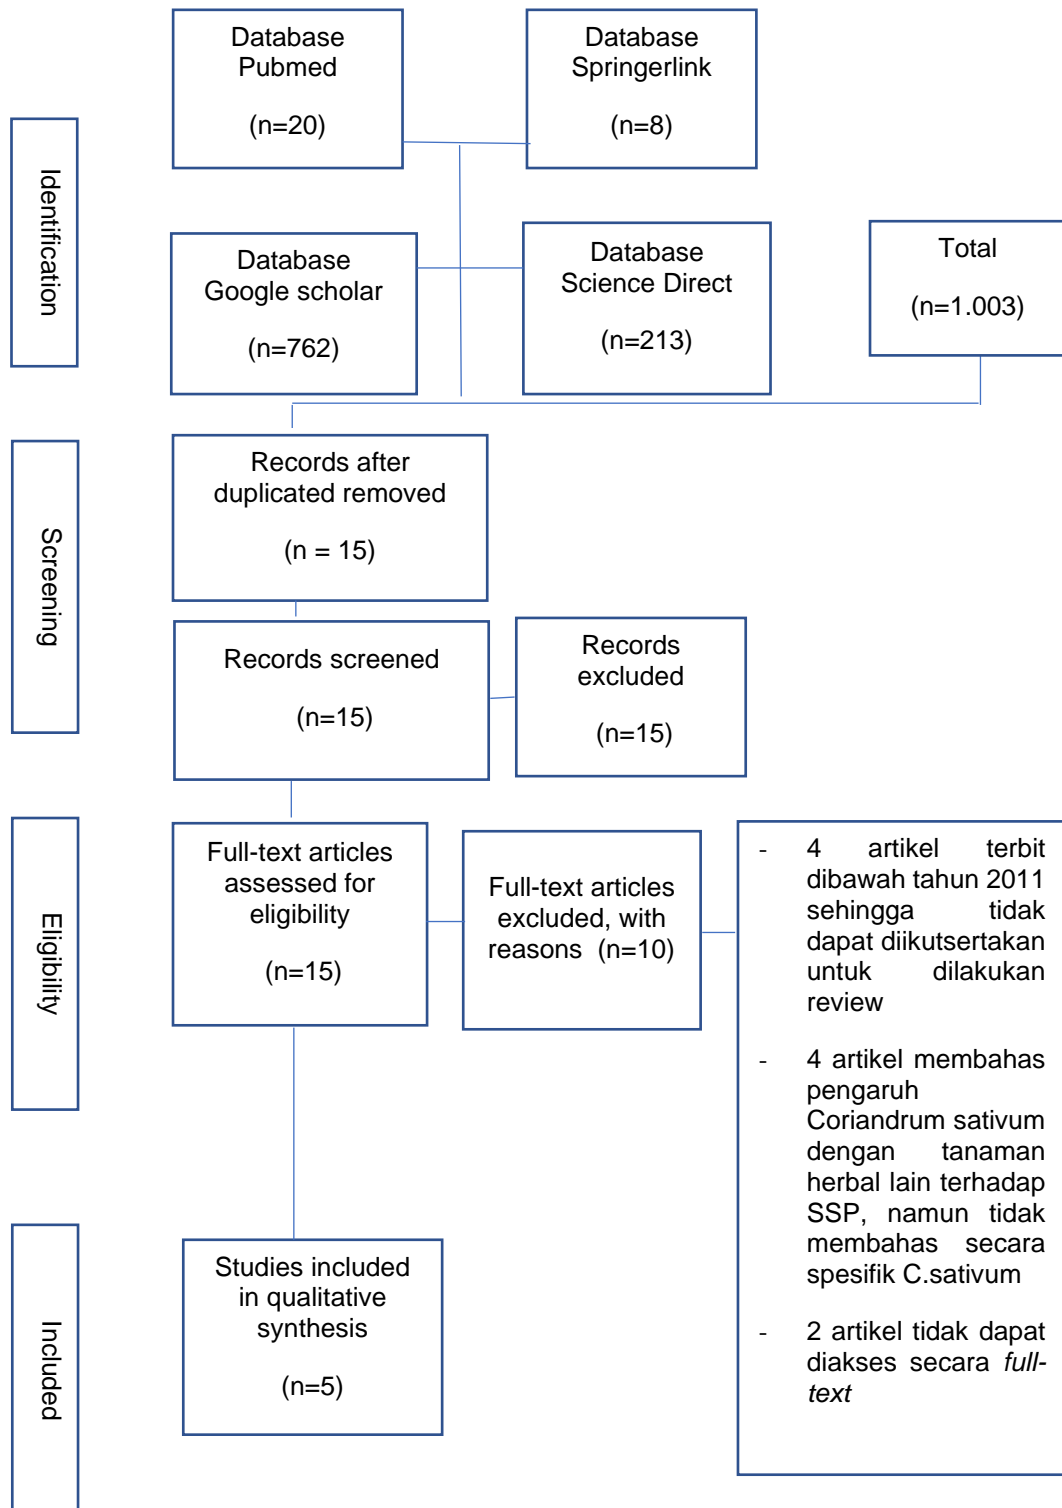 Identification
Database
Pubmed
(n=20)
Database
Springerlink
(n=8)
Database
Google scholar
(n=762)
Database
Science Direct
(n=213)
Total
(n=1.003)
Screening
Records after
duplicated removed
(n = 15)
Records screened
(n=15)
Records
excluded
(n=15)
Eligibility
Full-text articles
assessed for
eligibility
(n=15)
Full-text articles
excluded, with
reasons (n=10)
- 4 artikel terbit
dibawah tahun 2011
sehingga tidak
dapat diikutsertakan
untuk dilakukan
review
- 4 artikel membahas
pengaruh
Coriandrum sativum
dengan tanaman
herbal lain terhadap
SSP, namun tidak
membahas secara
spesifik C.sativum
- 2 artikel tidak dapat
diakses secara full-
text
Included
Studies included
in qualitative
synthesis
(n=5)